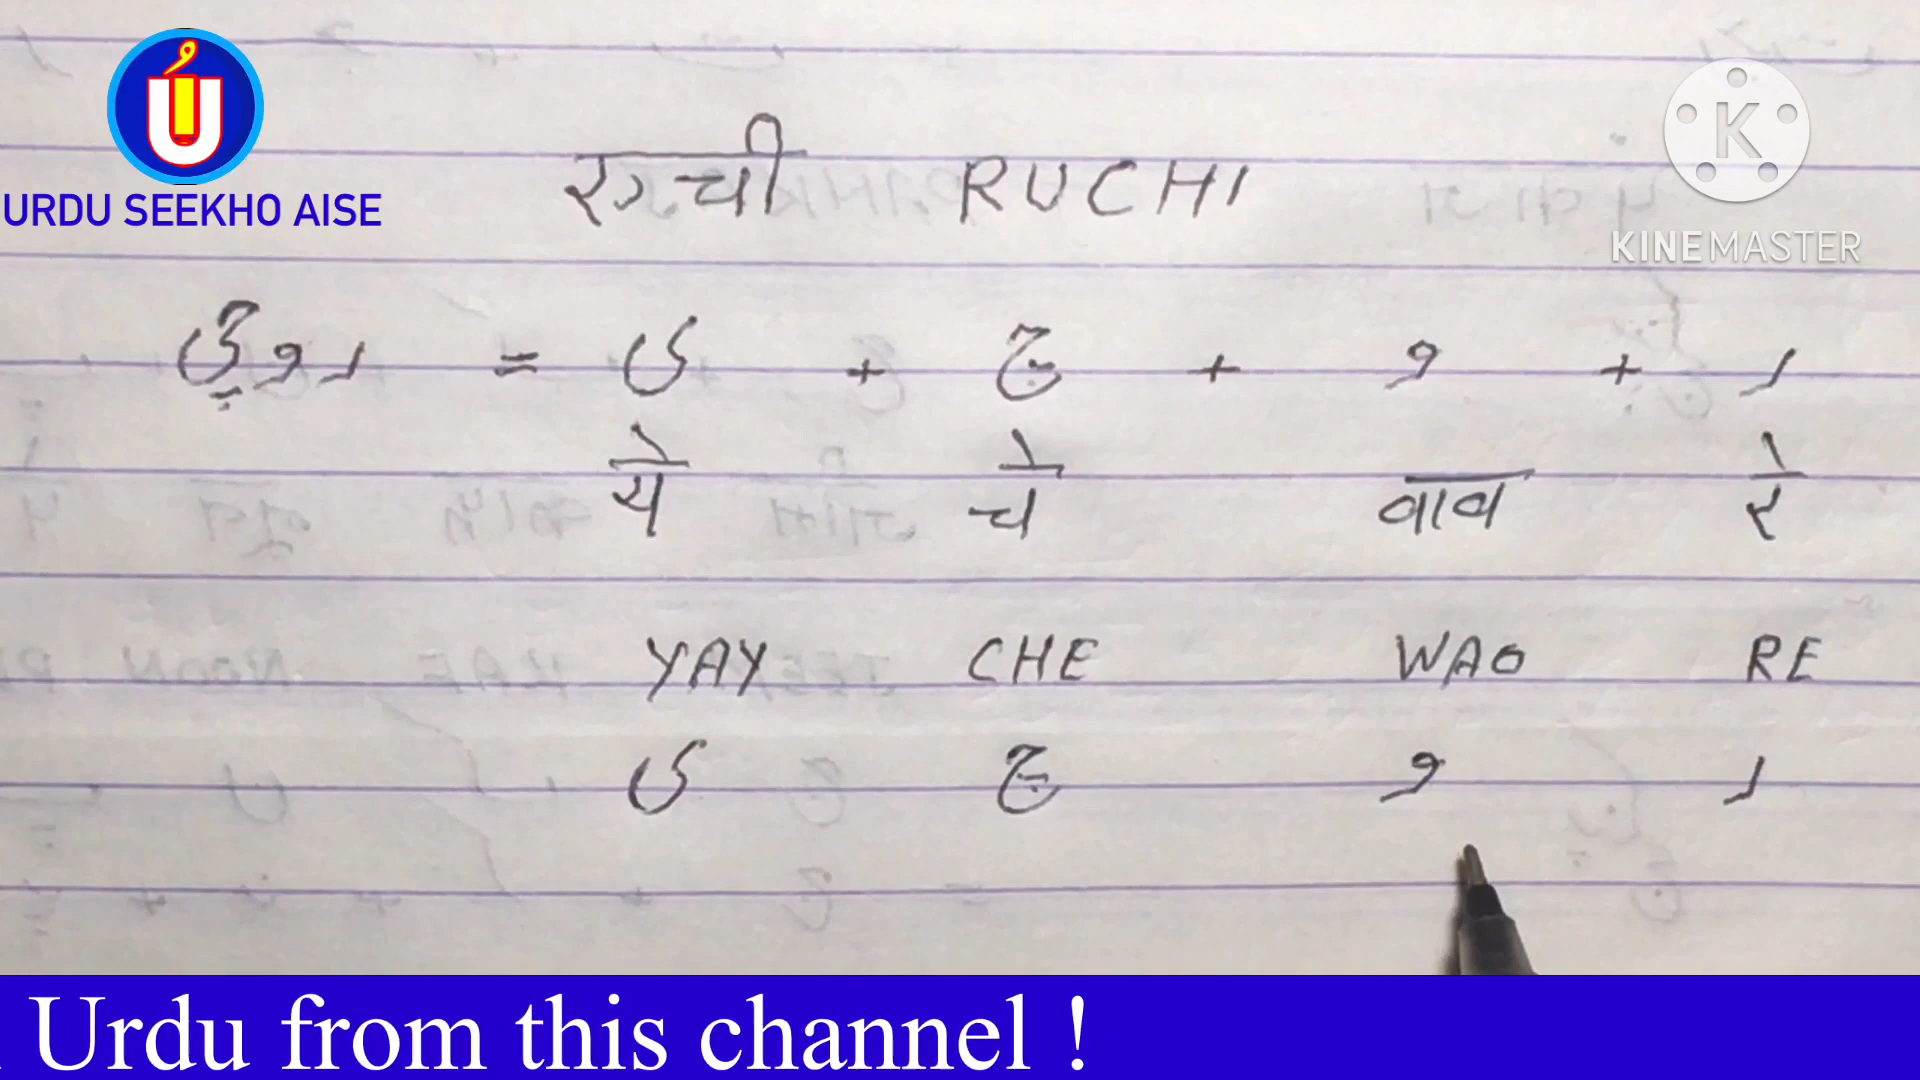 URDU SEEKHO AISE
K
KINEMASTER
रूची RUCHI
ر + و + چ + ی = روچی
ये चे वाव रे
YAY CHE WAO RE
ر و چ ی
Urdu from this channel !